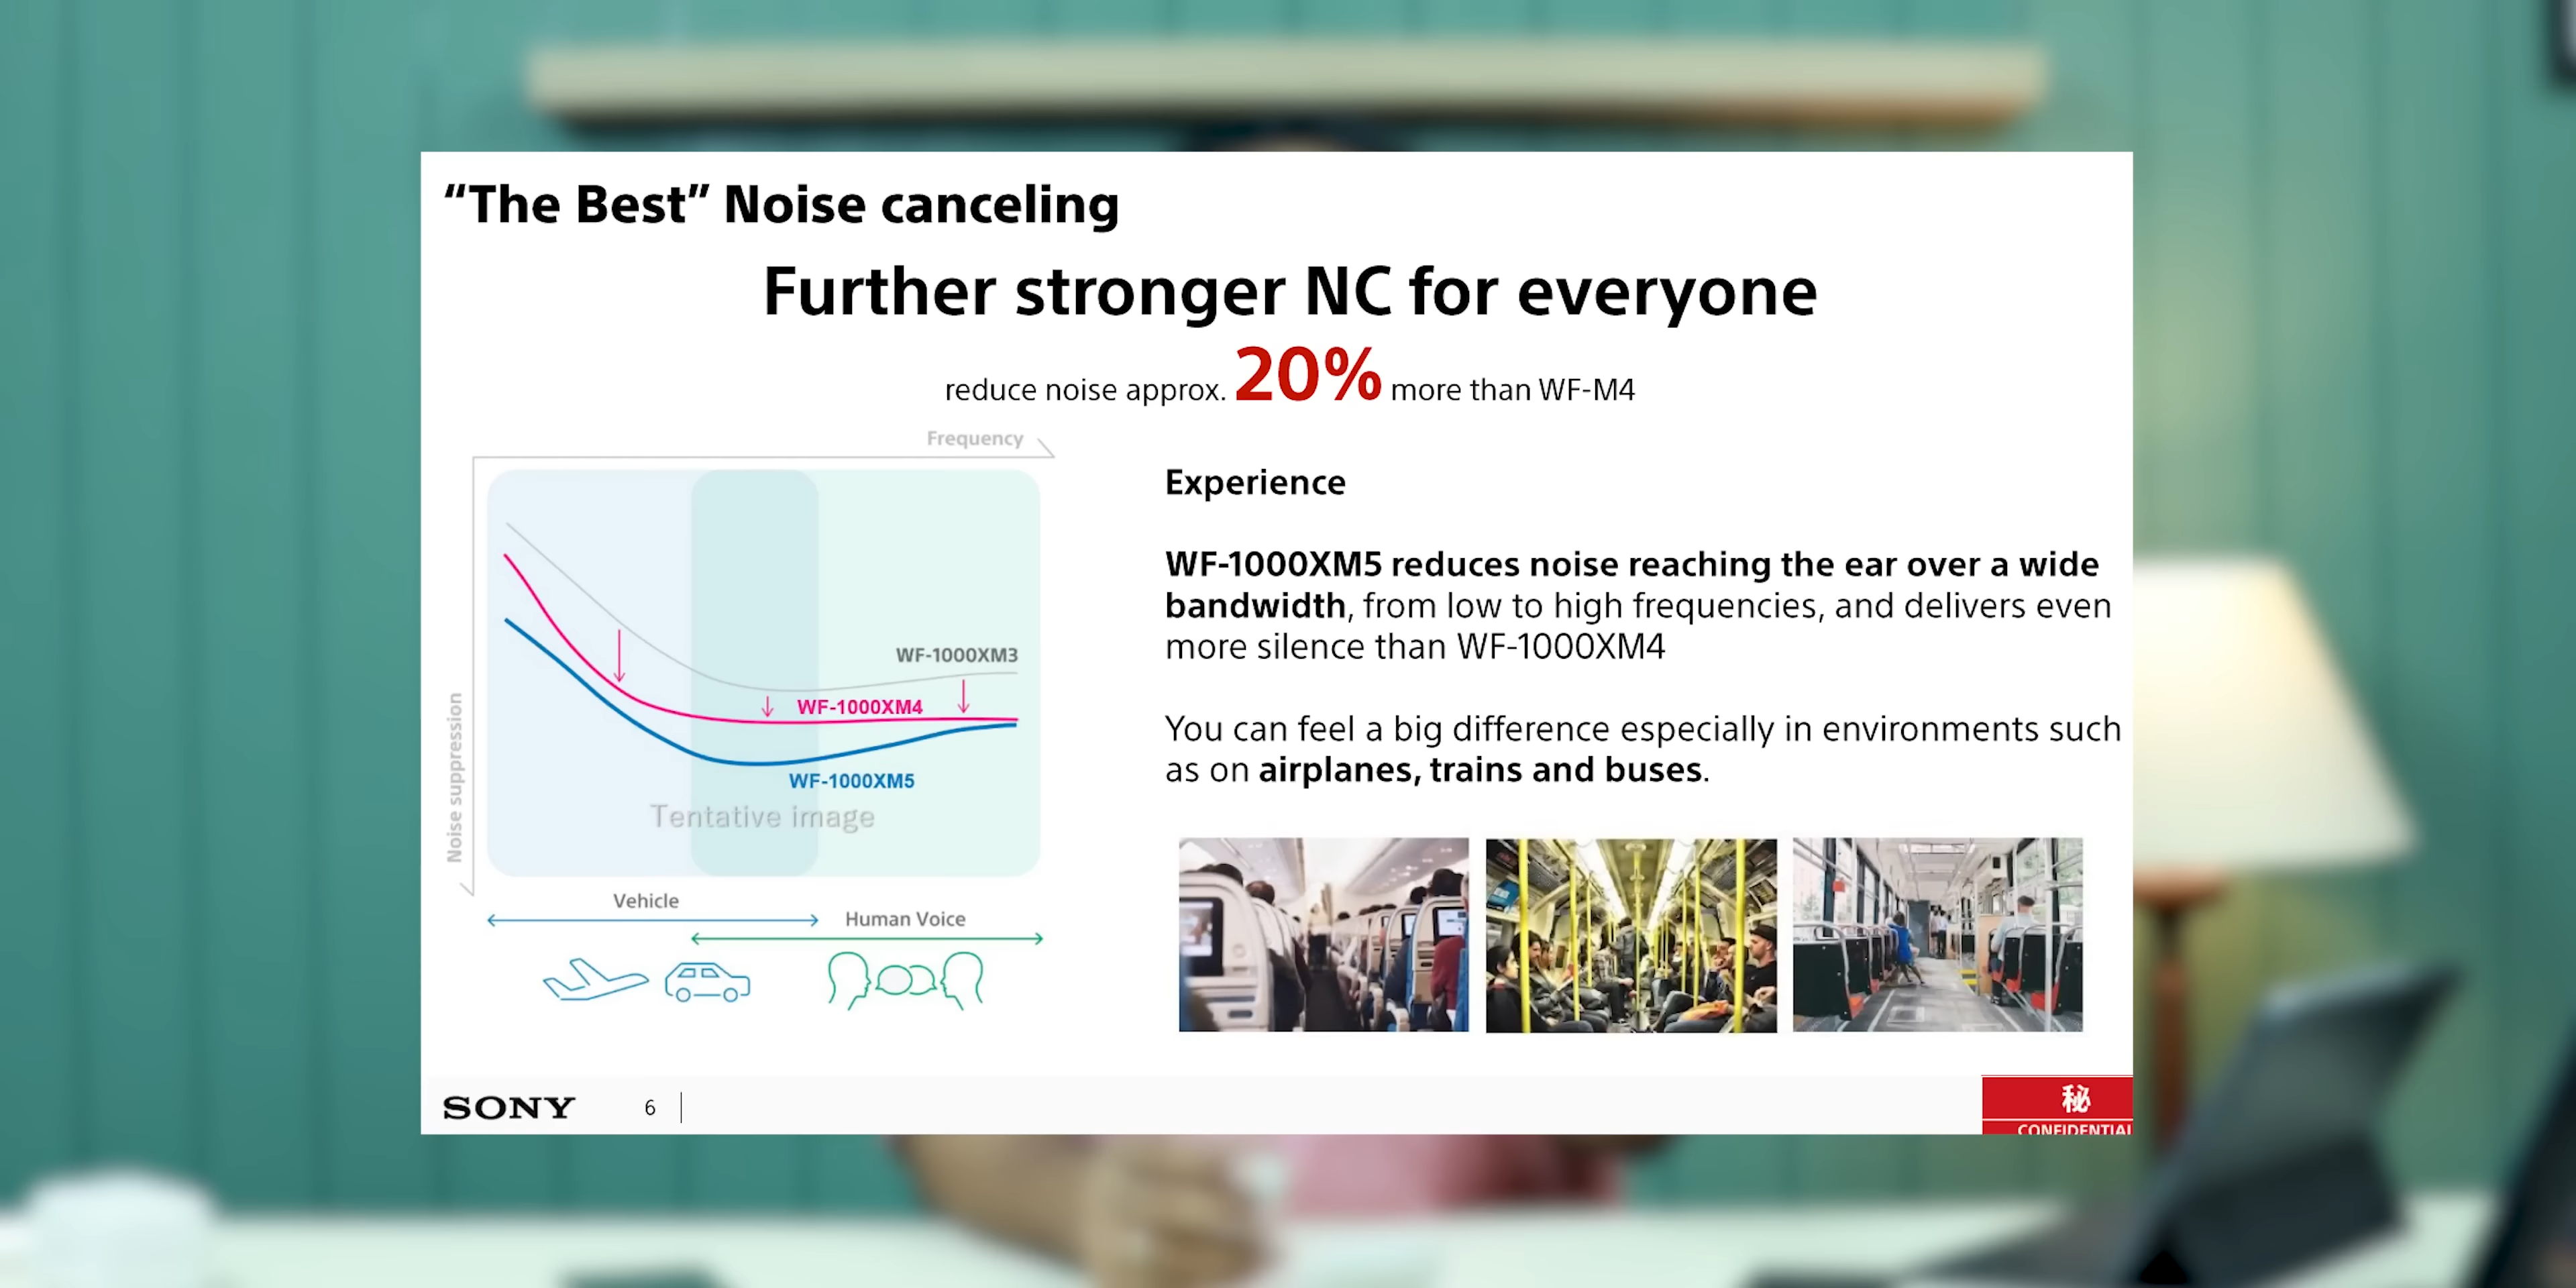 “The Best” Noise canceling
Further stronger NC for everyone
reduce noise approx. 20% more than WF-M4
Frequency
Noise suppression
WF-1000XM3
WF-1000XM4
WF-1000XM5
Tentative image
Vehicle
Human Voice
Experience
WF-1000XM5 reduces noise reaching the ear over a wide
bandwidth, from low to high frequencies, and delivers even
more silence than WF-1000XM4
You can feel a big difference especially in environments such
as on airplanes, trains and buses.
SONY
6
秘
CONFIDENTIAL